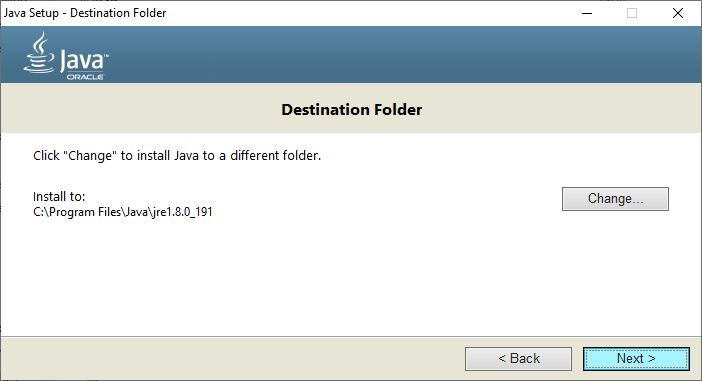 Java Setup - Destination Folder
Java™
ORACLE
Destination Folder
Click "Change" to install Java to a different folder.
Install to:
C:\Program Files\Java\jre1.8.0_191
Change...
< Back
Next >